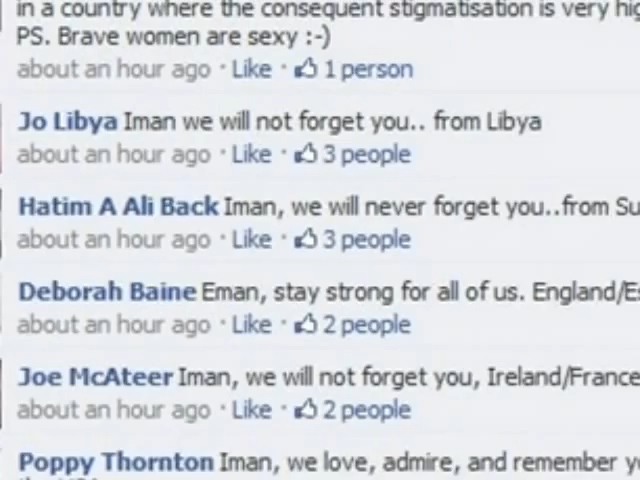 in a country where the consequent stigmatisation is very
PS. Brave women are sexy :-)
about an hour ago · Like · 1 person
Jo Libya Iman we will not forget you.. from Libya
about an hour ago · Like · 3 people
Hatim A Ali Back Iman, we will never forget you..from
about an hour ago · Like · 3 people
Deborah Baine Eman, stay strong for all of us. England/
about an hour ago · Like · 2 people
Joe McAteer Iman, we will not forget you, Ireland/France
about an hour ago · Like · 2 people
Poppy Thornton Iman, we love, admire, and remember